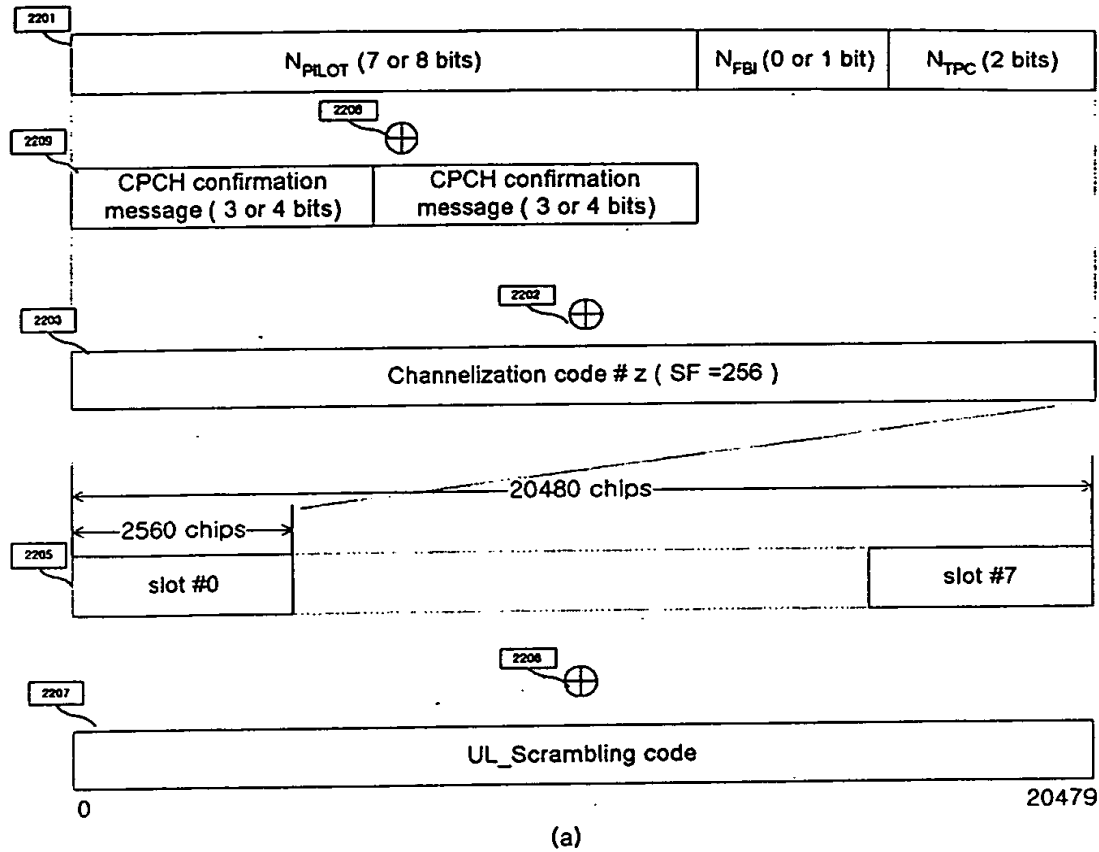 2201
N_PILOT (7 or 8 bits) N_FBI (0 or 1 bit) N_TPC (2 bits)
2208
2209
CPCH confirmation message ( 3 or 4 bits) CPCH confirmation message ( 3 or 4 bits)
2202
2203
Channelization code # z ( SF =256 )
20480 chips
2560 chips
2205
slot #0 slot #7
2206
2207
UL_Scrambling code
0 20479
(a)